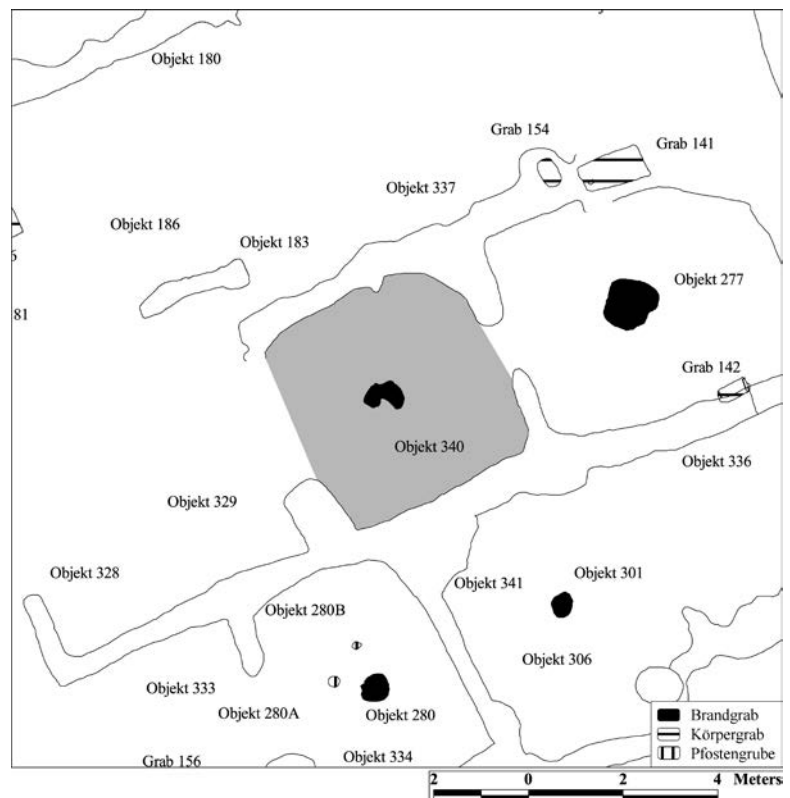 Objekt 180
Grab 154
Grab 141
Objekt 337
Objekt 186
Objekt 183
Objekt 277
81
Grab 142
Objekt 340
Objekt 336
Objekt 329
Objekt 328
Objekt 341
Objekt 301
Objekt 280B
Objekt 306
Objekt 333
Objekt 280A
Objekt 280
Grab 156
Objekt 334
Brandgrab
Körpergrab
Pfostengrube
2 0 2 4 Meters